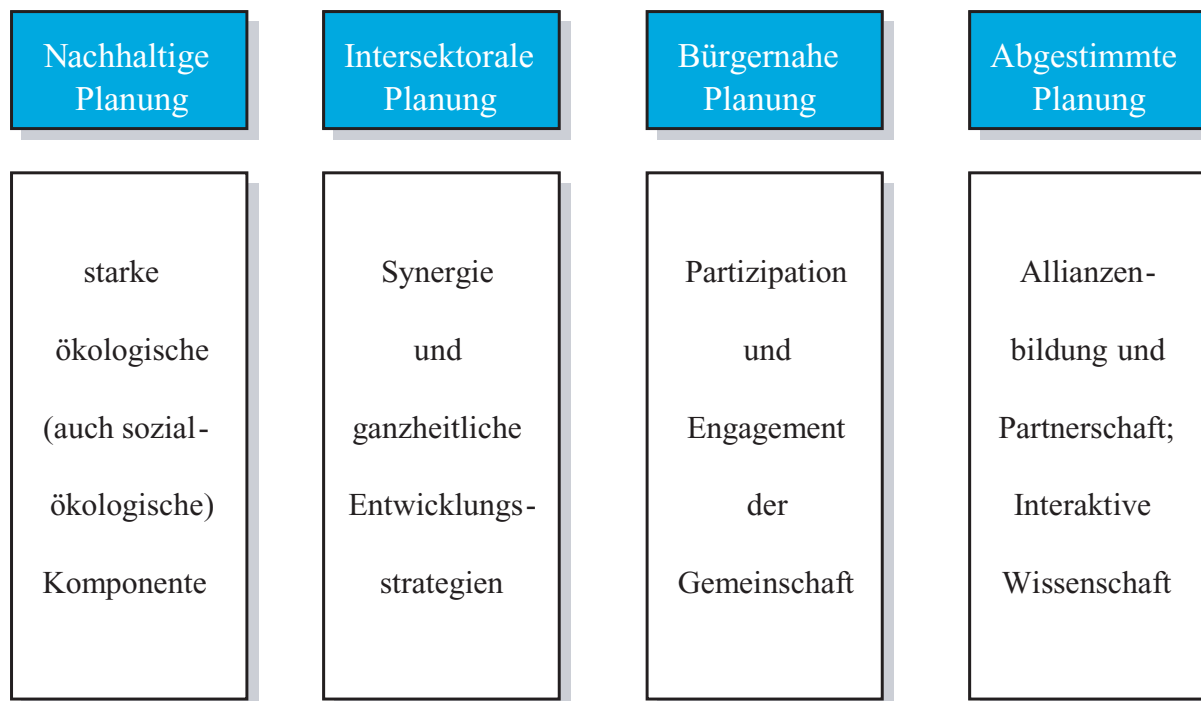 Nachhaltige
Planung
starke
ökologische
(auch sozial-
ökologische)
Komponente
Intersektorale
Planung
Synergie
und
ganzheitliche
Entwicklungs-
strategien
Bürgernahe
Planung
Partizipation
und
Engagement
der
Gemeinschaft
Abgestimmte
Planung
Allianzen-
bildung und
Partnerschaft;
Interaktive
Wissenschaft